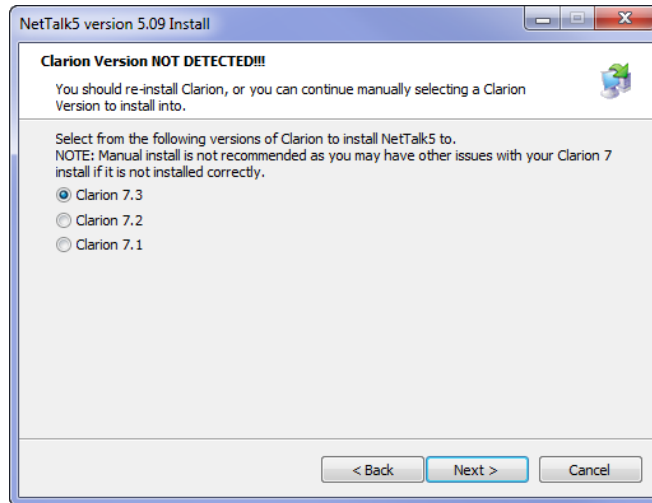 NetTalk5 version 5.09 Install
Clarion Version NOT DETECTED!!!
You should re-install Clarion, or you can continue manually selecting a Clarion
Version to install into.
Select from the following versions of Clarion to install NetTalk5 to.
NOTE: Manual install is not recommended as you may have other issues with your Clarion 7
install if it is not installed correctly.
Clarion 7.3
Clarion 7.2
Clarion 7.1
< Back Next > Cancel